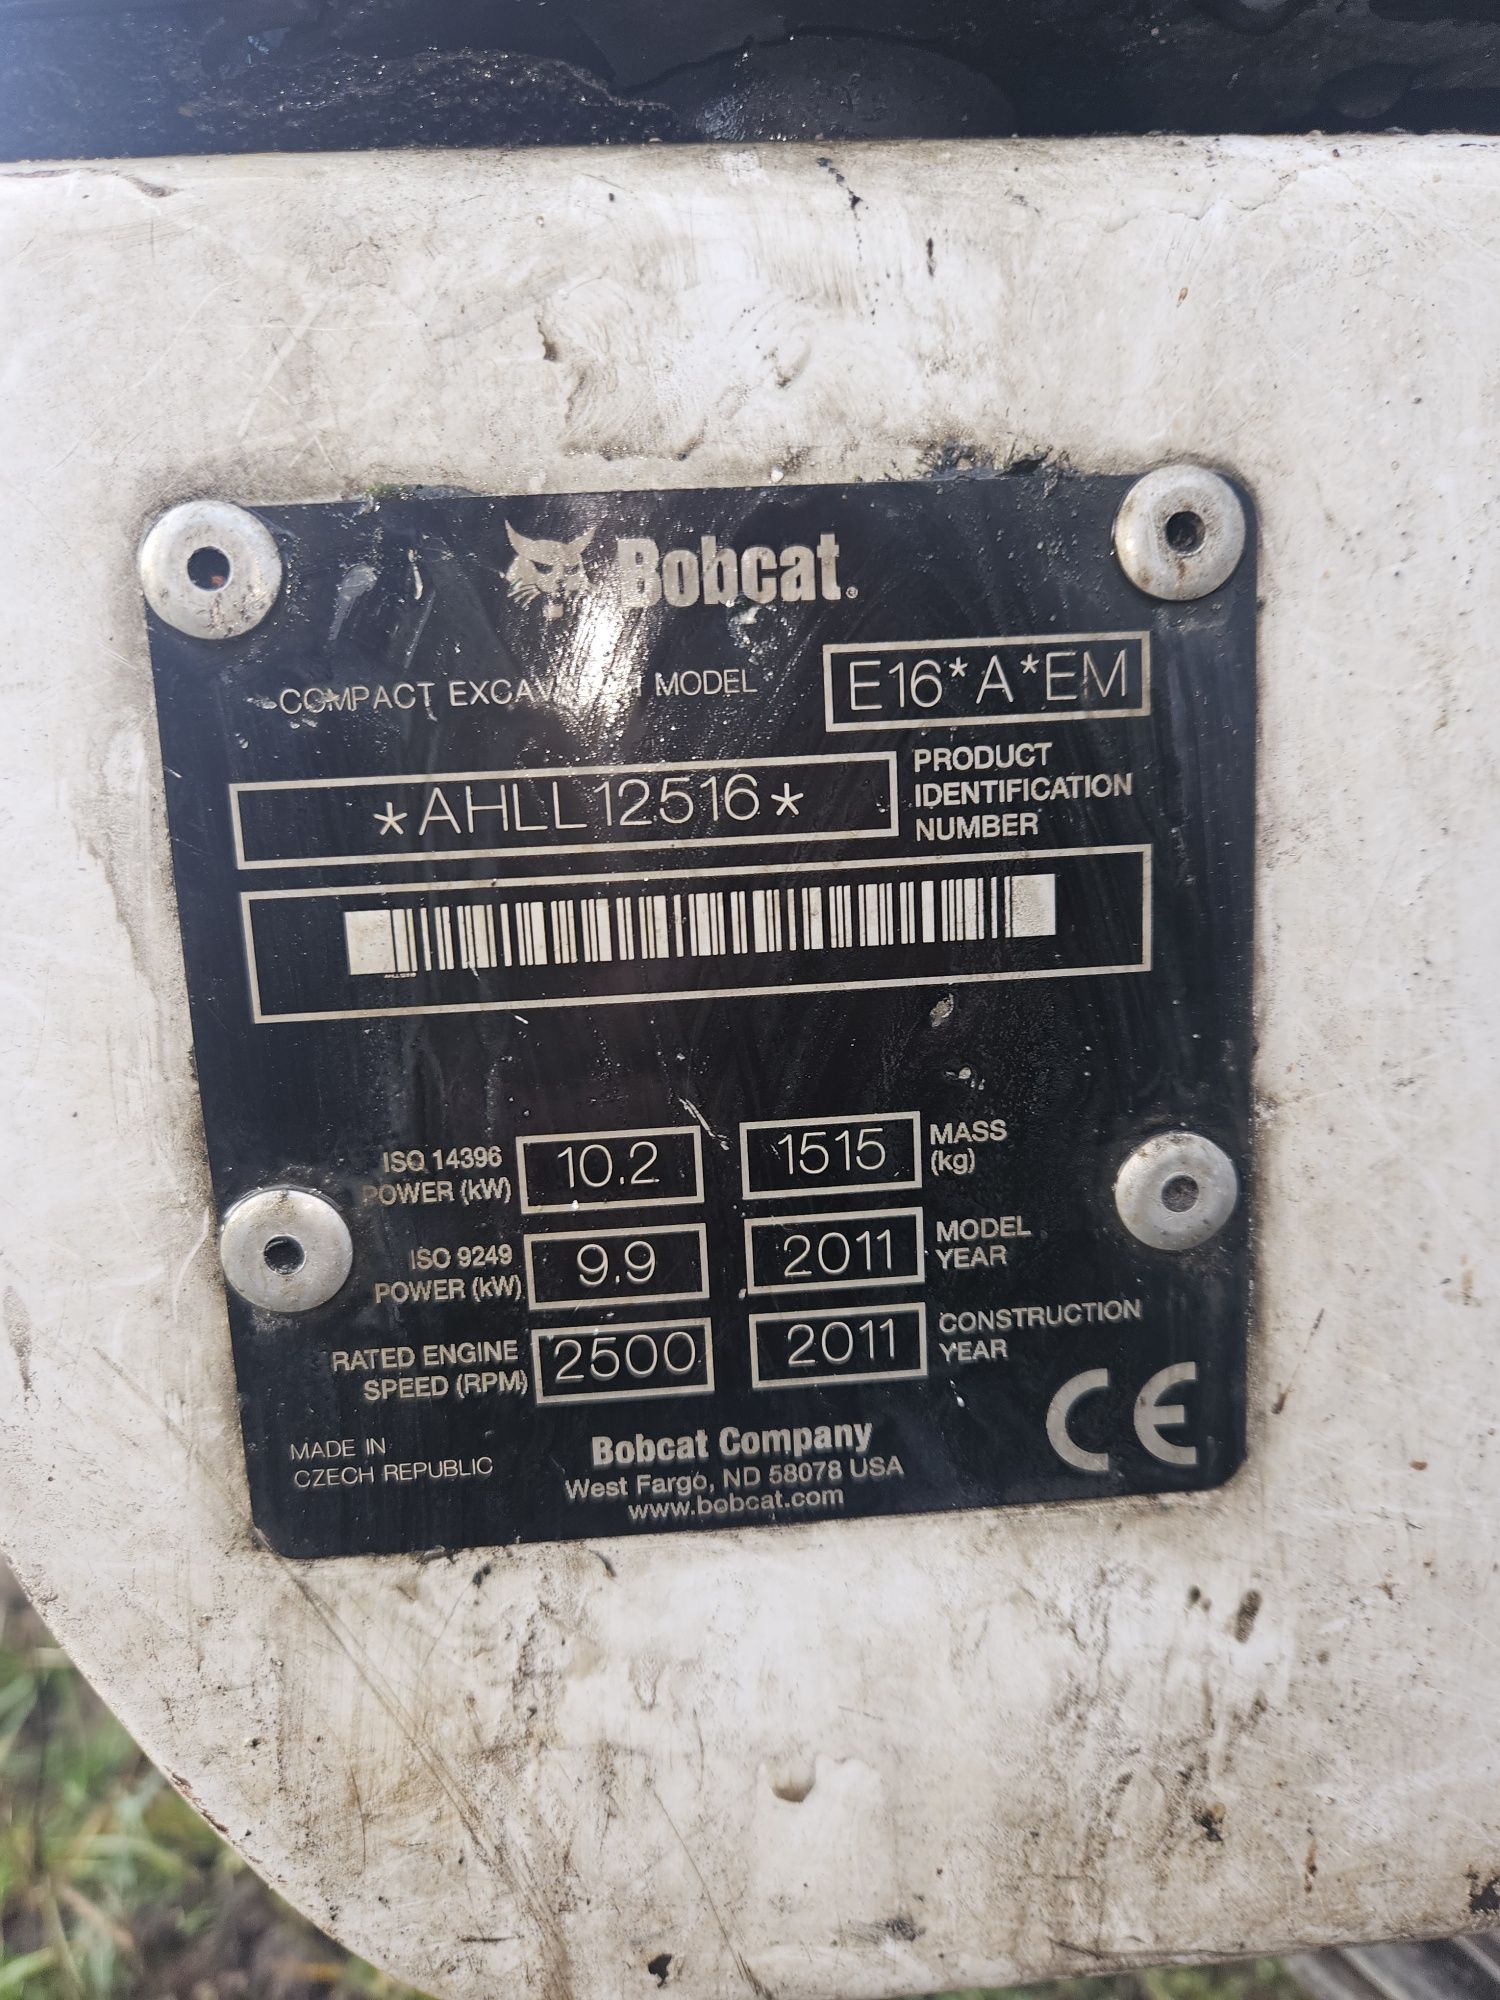 Bobcat®
COMPACT EXCAVATOR MODEL E16*A*EM
*AHLL12516* PRODUCT IDENTIFICATION NUMBER
ISO 14396 POWER (kW) 10.2
1515 MASS (kg)
ISO 9249 POWER (kW) 9.9
2011 MODEL YEAR
RATED ENGINE SPEED (RPM) 2500
2011 CONSTRUCTION YEAR
CE
MADE IN
CZECH REPUBLIC
Bobcat Company
West Fargo, ND 58078 USA
www.bobcat.com